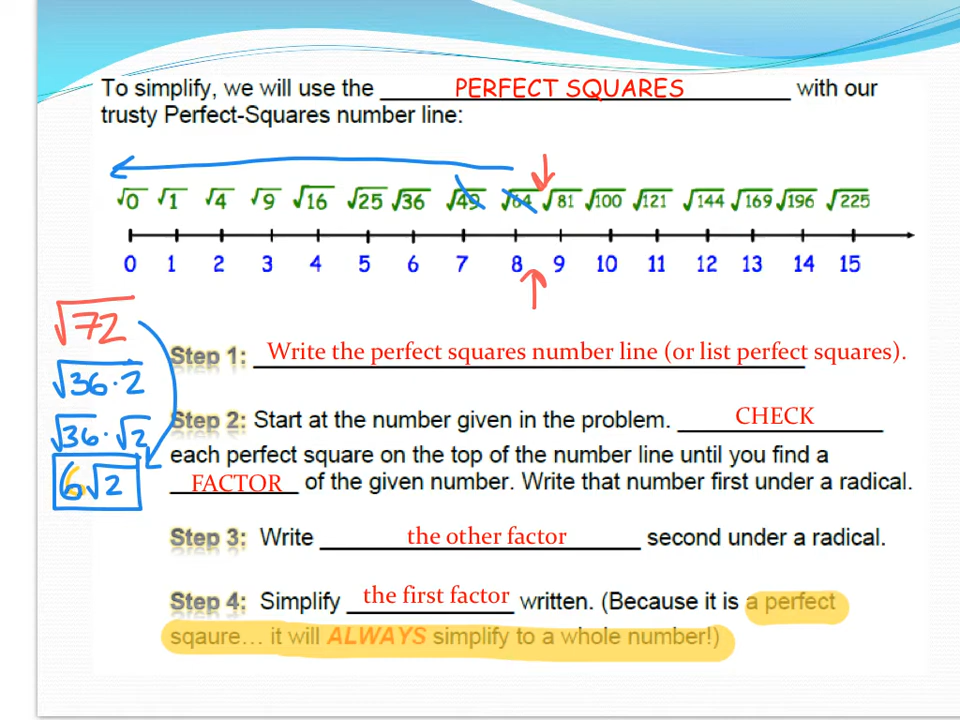 To simplify, we will use the PERFECT SQUARES with our
trusty Perfect-Squares number line:
√0 √1 √4 √9 √16 √25 √36 √49 √64 √81 √100 √121 √144 √169 √196 √225
0 1 2 3 4 5 6 7 8 9 10 11 12 13 14 15
√72
√36·2
√36·√2
6√2
Step 1: Write the perfect squares number line (or list perfect squares).
Step 2: Start at the number given in the problem. CHECK
each perfect square on the top of the number line until you find a
FACTOR of the given number. Write that number first under a radical.
Step 3: Write the other factor second under a radical.
Step 4: Simplify the first factor written. (Because it is a perfect
sqaure... it will ALWAYS simplify to a whole number!)